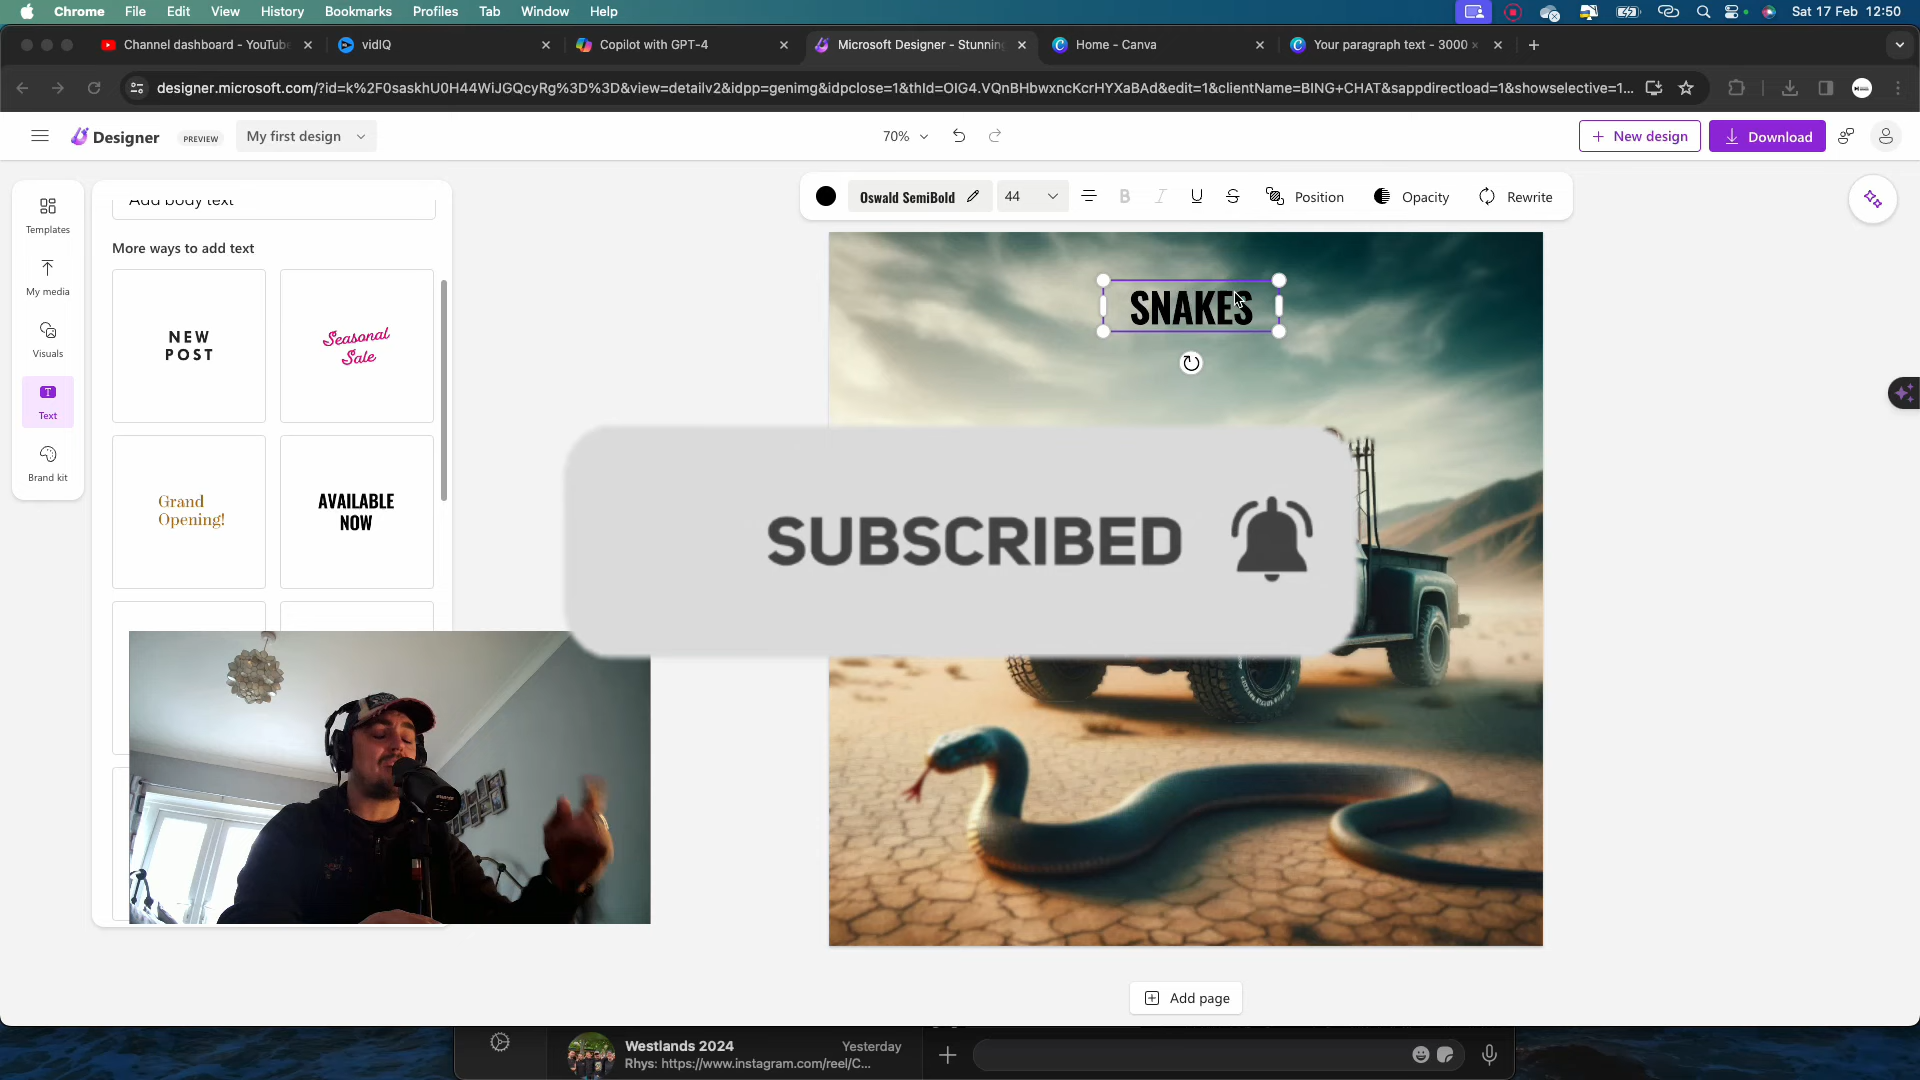 Chrome File Edit View History Bookmarks Profiles Tab Window Help Sat 17 Feb 12:50
Channel dashboard - YouTube vidIQ Copilot with GPT-4 Microsoft Designer - Stunning Home - Canva Your paragraph text - 3000
designer.microsoft.com/?id=k%2F0saskhU0H44WiJGQcyRg%3D%3D&view=detailv2&idpp=genimg&idpclose=1&thId=OIG4.VQnBHbwxncKcrHYXaBAd&edit=1&clientName=BING+CHAT&sappdirectload=1&showselective=1...
Designer PREVIEW My first design 70% New design Download
Oswald SemiBold 44 B I U S Position Opacity Rewrite
Templates
My media
Visuals
Text
Brand kit
Add body text
More ways to add text
NEW
POST
Seasonal
Sale
Grand
Opening!
AVAILABLE
NOW
SNAKES
SUBSCRIBED
Add page
Westlands 2024 Yesterday
Rhys: https://www.instagram.com/reel/C...